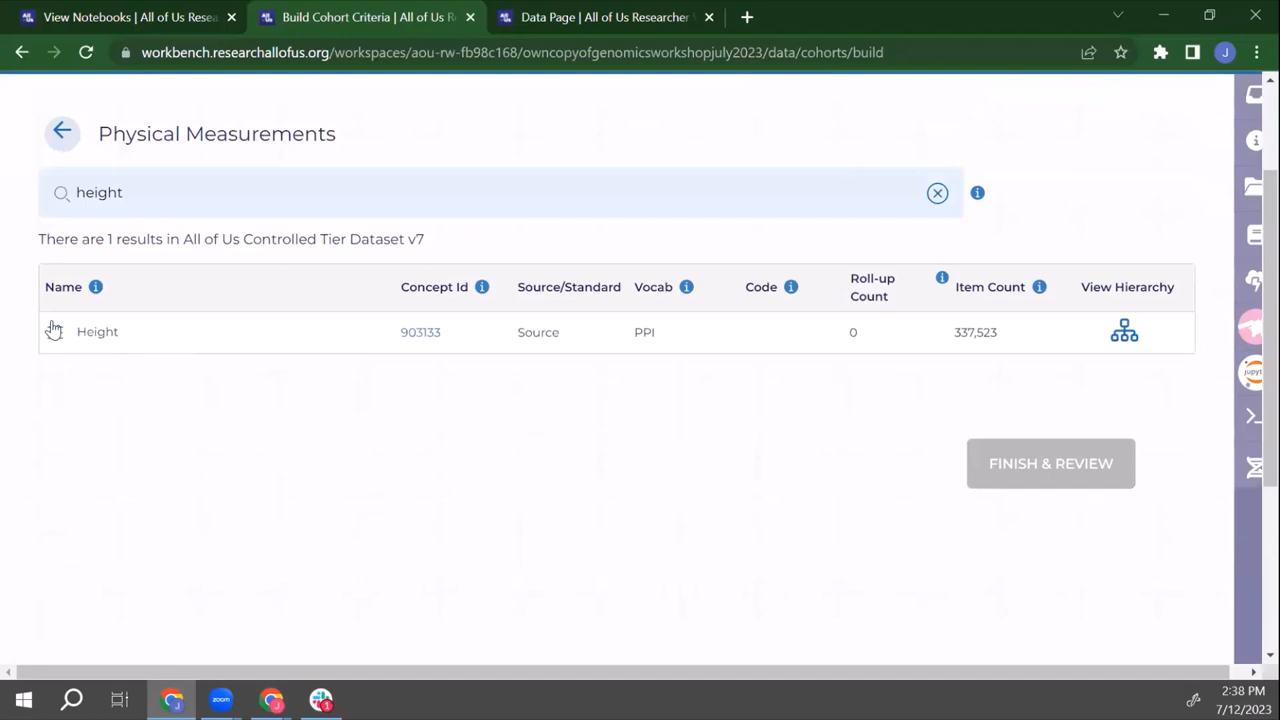 View Notebooks | All of Us Resea
Build Cohort Criteria | All of Us R
Data Page | All of Us Researcher
workbench.researchallofus.org/workspaces/aou-rw-fb98c168/owncopyofgenomicsworkshopjuly2023/data/cohorts/build
J
Physical Measurements
height
There are 1 results in All of Us Controlled Tier Dataset v7
Name Concept Id Source/Standard Vocab Code Roll-up Count Item Count View Hierarchy
Height 903133 Source PPI 0 337,523
FINISH & REVIEW
jupyt
zoom
J
J
1
2:38 PM
7/12/2023